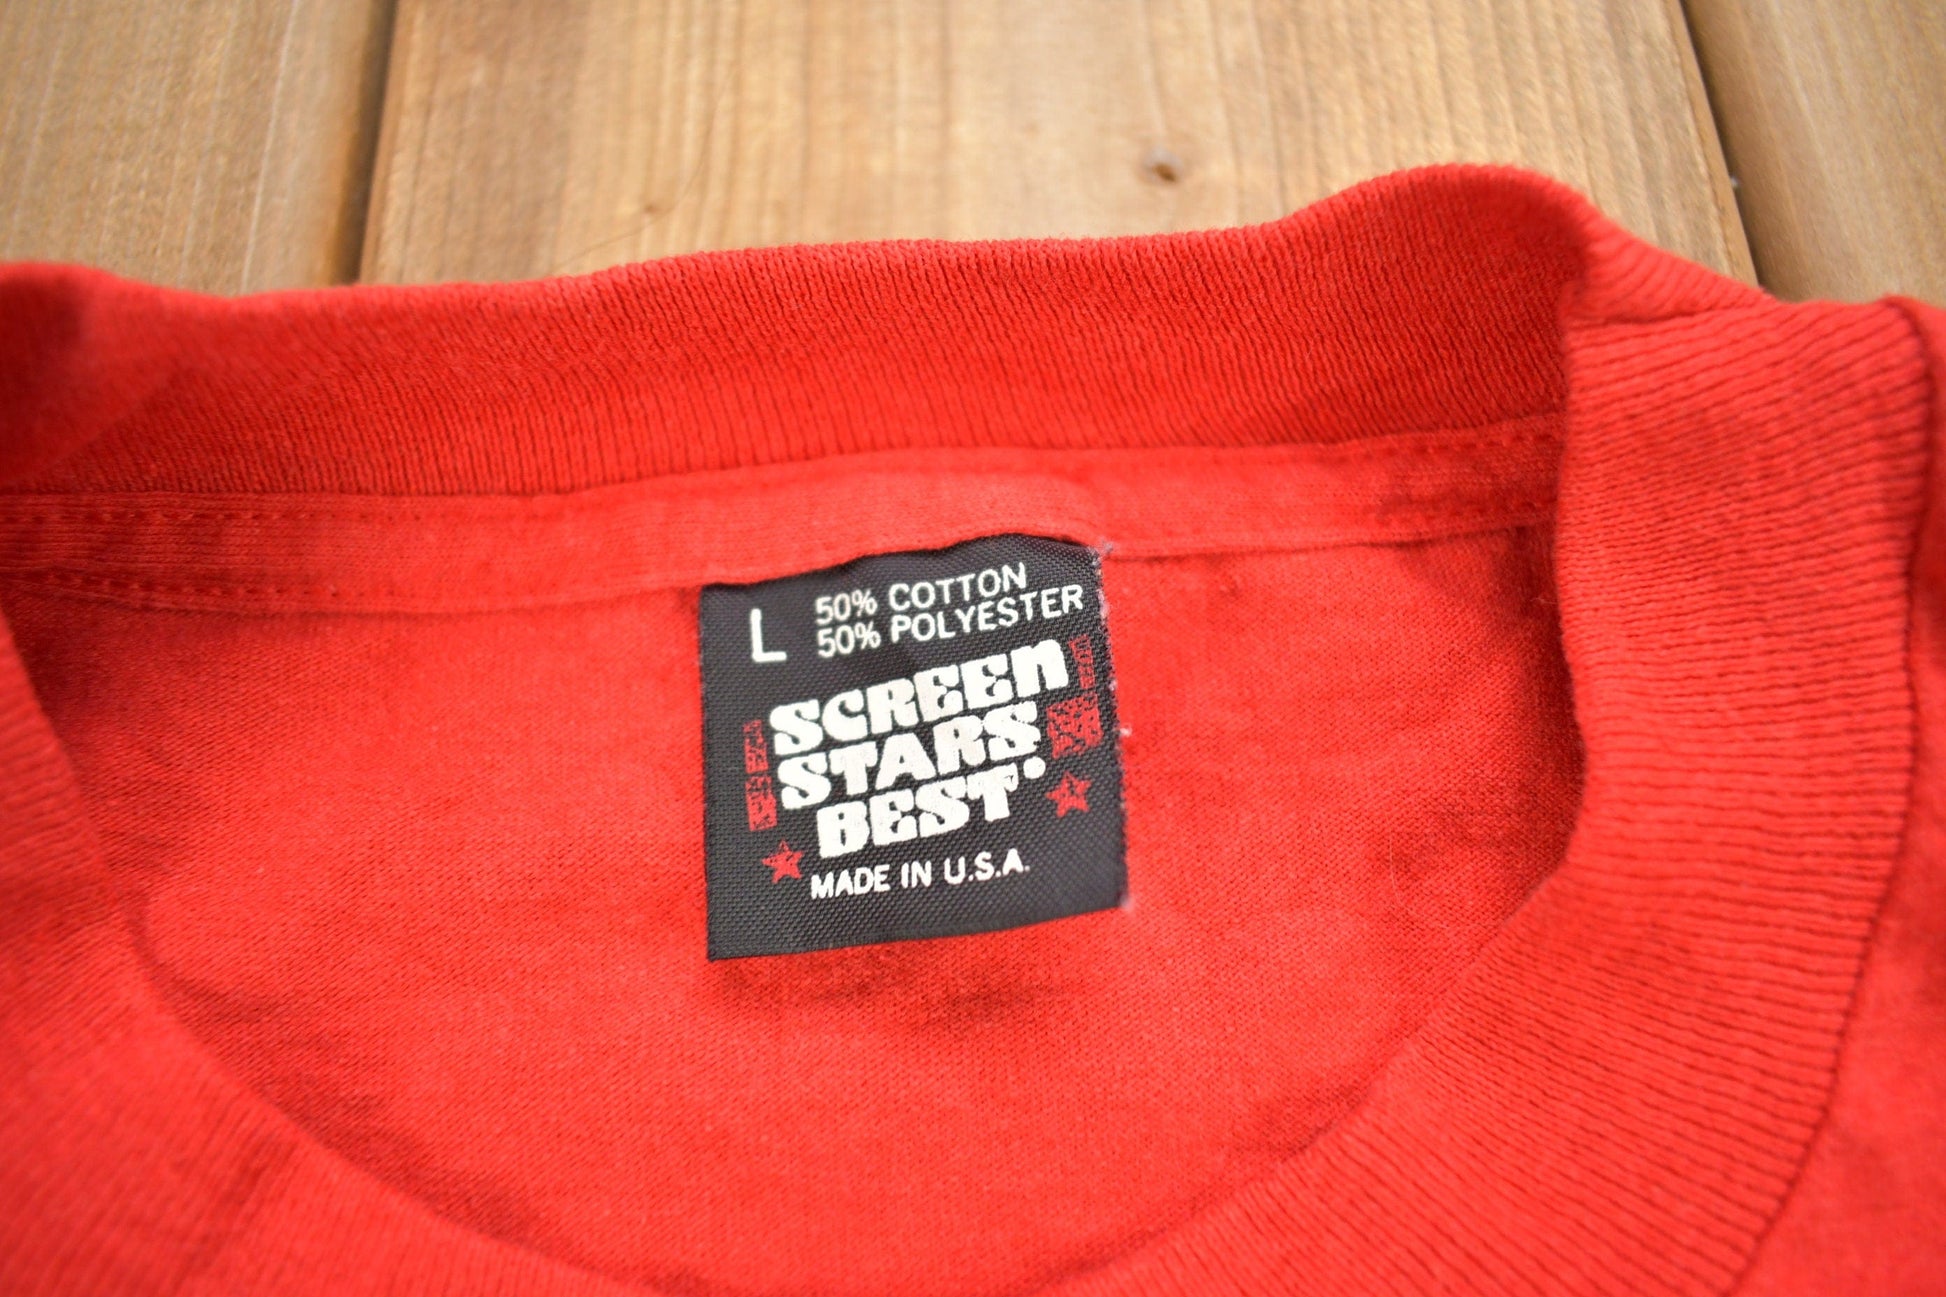 L
50% COTTON
50% POLYESTER
SCREEN
STARS
BEST
MADE IN U.S.A.